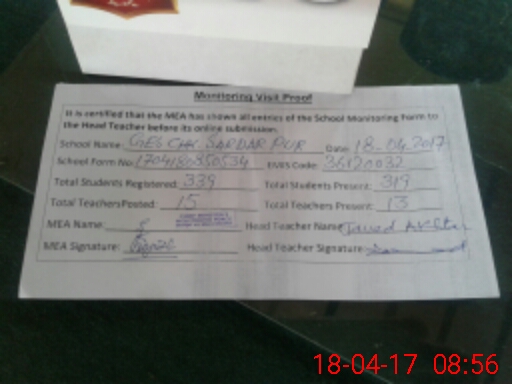 Monitoring Visit Proof
It is certified that the MEA has shown all entries of the School Monitoring Form to
the Head Teacher before its online submission.
School Name: GES CHK SARDAR PUR Date: 18.04.2017
School Form No: EMIS Code:
Total Students Registered: 339 Total Students Present: 319
Total Teachers Posted: 15 Total Teachers Present: 13
MEA Name: Head Teacher Name:
MEA Signature: Head Teacher Signature:
18-04-17 08:56